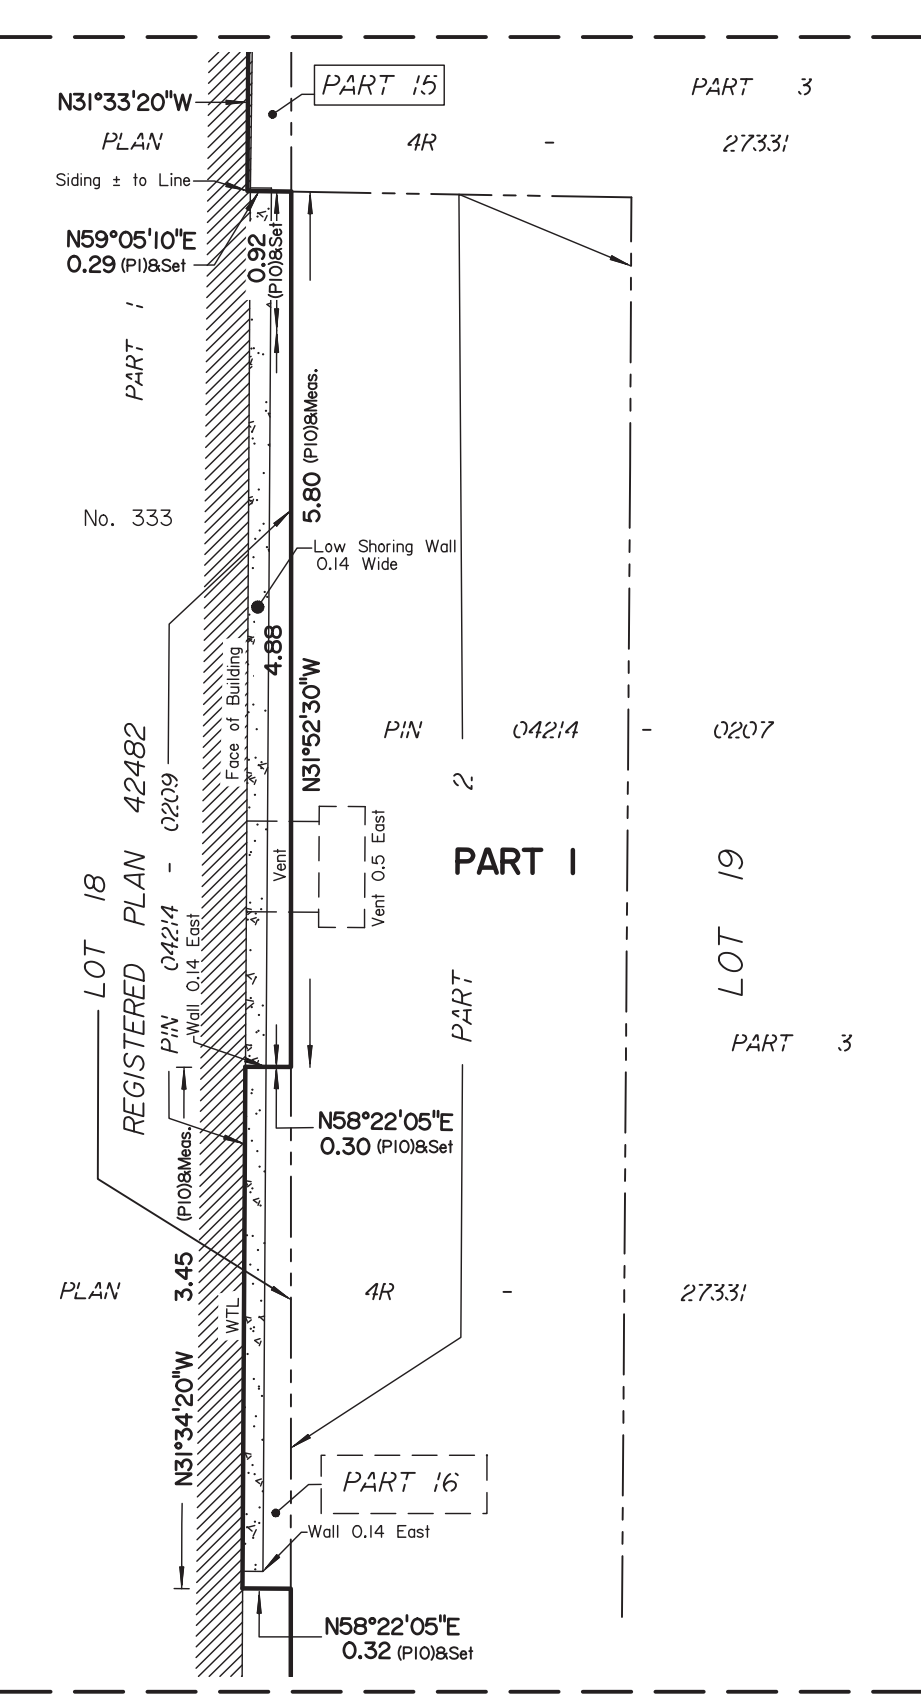 PART 15
PART 3
N31°33'20"W
PLAN 4R - 27331
Siding ± to Line
N59°05'10"E
0.29 (P1)&Set
0.92
(P10)&Set
PART 1
5.80 (P10)&Meas.
No. 333
Low Shoring Wall
0.14 Wide
4.88
Face of Building
N31°52'30"W
PIN 04214 - 0207
PART 2
PART 1
Vent
Vent 0.5 East
LOT 18
REGISTERED PLAN 42482
PIN 04214 - 0209
Wall 0.14 East
LOT 19
PART 3
N58°22'05"E
0.30 (P10)&Set
3.45 (P10)&Meas.
N31°34'20"W
WTL
PLAN 4R - 27331
PART 16
Wall 0.14 East
N58°22'05"E
0.32 (P10)&Set